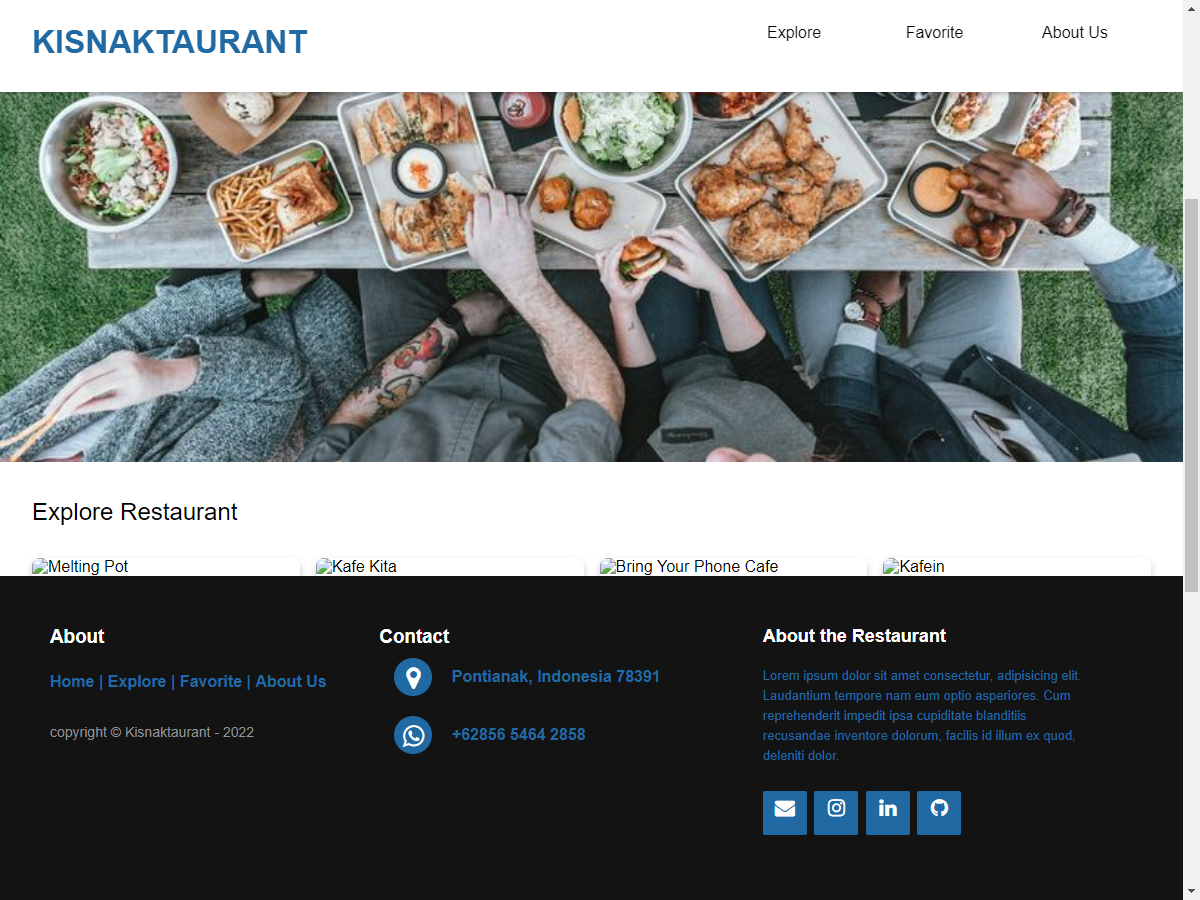 KISNAKTAURANT
Explore
Favorite
About Us
Explore Restaurant
Melting Pot
Kafe Kita
Bring Your Phone Cafe
Kafein
About
Home | Explore | Favorite | About Us
copyright © Kisnaktaurant - 2022
Contact
Pontianak, Indonesia 78391
+62856 5464 2858
About the Restaurant
Lorem ipsum dolor sit amet consectetur, adipisicing elit.
Laudantium tempore nam eum optio asperiores. Cum
reprehenderit impedit ipsa cupiditate blanditiis
recusandae inventore dolorum, facilis id illum ex quod,
deleniti dolor.